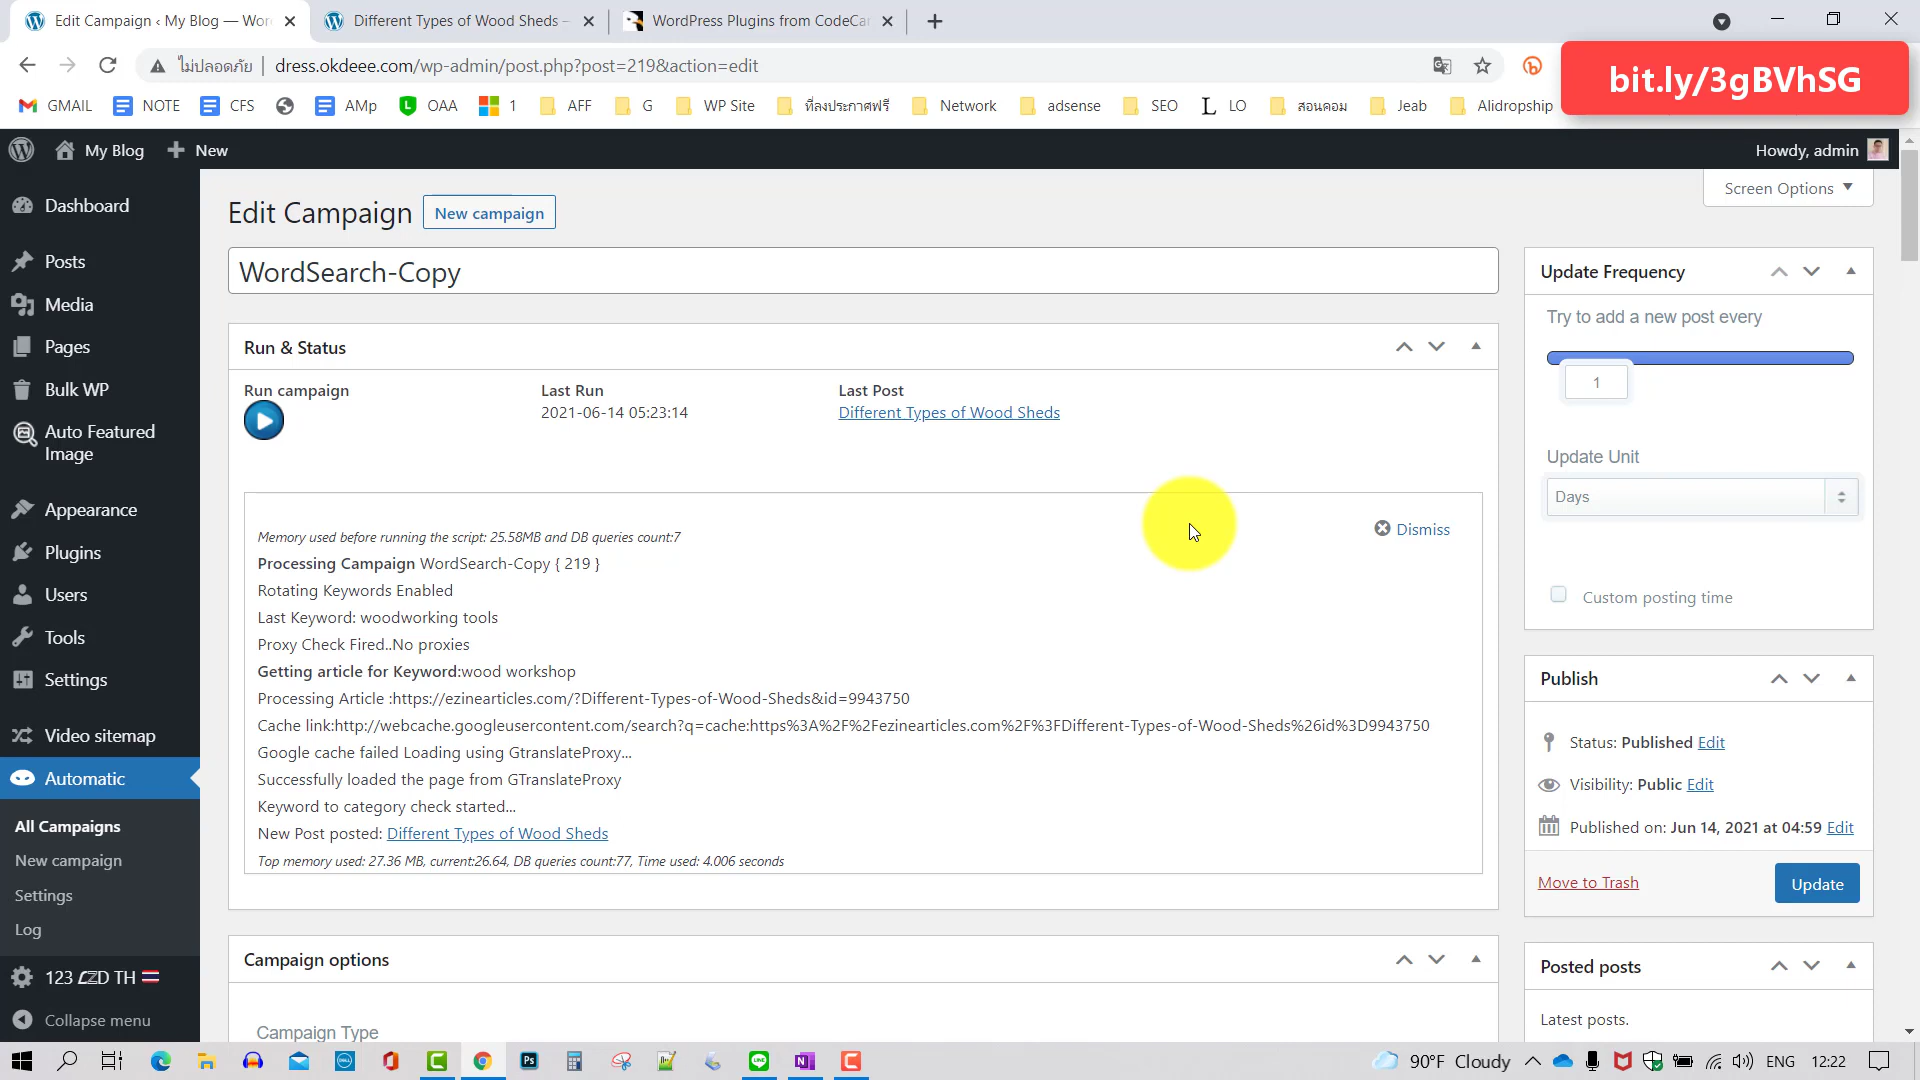 Edit Campaign ‹ My Blog — Wor
Different Types of Wood Sheds –
WordPress Plugins from CodeCa
ไม่ปลอดภัย
dress.okdeee.com/wp-admin/post.php?post=219&action=edit
bit.ly/3gBVhSG
GMAIL
NOTE
CFS
AMp
OAA
1
AFF
G
WP Site
ที่ลงประกาศฟรี
Network
adsense
SEO
LO
สอนคอม
Jeab
Alidropship
My Blog
New
Howdy, admin
Screen Options
Dashboard
Posts
Media
Pages
Bulk WP
Auto Featured
Image
Appearance
Plugins
Users
Tools
Settings
Video sitemap
Automatic
All Campaigns
New campaign
Settings
Log
Collapse menu
Edit Campaign
New campaign
WordSearch-Copy
Run & Status
Run campaign
Last Run
2021-06-14 05:23:14
Last Post
Different Types of Wood Sheds
Dismiss
Memory used before running the script: 25.58MB and DB queries count:7
Processing Campaign WordSearch-Copy { 219 }
Rotating Keywords Enabled
Last Keyword: woodworking tools
Proxy Check Fired..No proxies
Getting article for Keyword:wood workshop
Processing Article :https://ezinearticles.com/?Different-Types-of-Wood-Sheds&id=9943750
Cache link:http://webcache.googleusercontent.com/search?q=cache:https%3A%2F%2Fezinearticles.com%2F%3FDifferent-Types-of-Wood-Sheds%26id%3D9943750
Google cache failed Loading using GtranslateProxy...
Successfully loaded the page from GTranslateProxy
Keyword to category check started...
New Post posted: Different Types of Wood Sheds
Top memory used: 27.36 MB, current:26.64, DB queries count:77, Time used: 4.006 seconds
Campaign options
Campaign Type
Update Frequency
Try to add a new post every
1
Update Unit
Days
Custom posting time
Publish
Status: Published Edit
Visibility: Public Edit
Published on: Jun 14, 2021 at 04:59 Edit
Move to Trash
Update
Posted posts
Latest posts.
90°F Cloudy
ENG
12:22